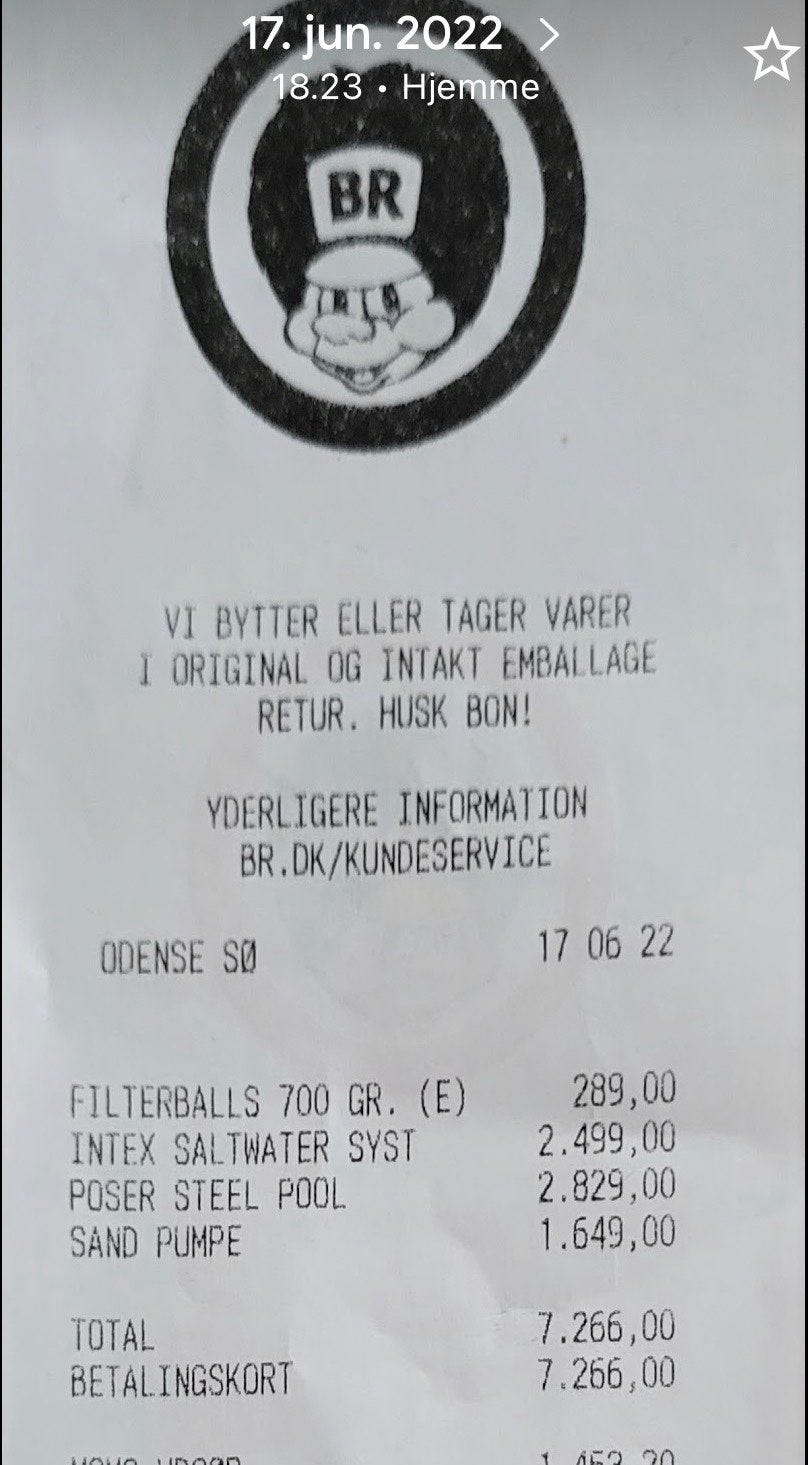 17. jun. 2022
18.23 • Hjemme
BR
VI BYTTER ELLER TAGER VARER
I ORIGINAL OG INTAKT EMBALLAGE
RETUR. HUSK BON!
YDERLIGERE INFORMATION
BR.DK/KUNDESERVICE
ODENSE SØ 17 06 22
FILTERBALLS 700 GR. (E) 289,00
INTEX SALTWATER SYST 2.499,00
POSER STEEL POOL 2.829,00
SAND PUMPE 1.649,00
TOTAL 7.266,00
BETALINGSKORT 7.266,00